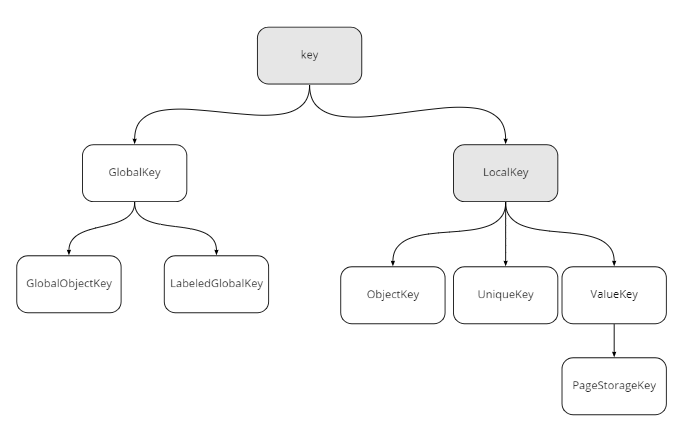 key
GlobalKey
LocalKey
GlobalObjectKey
LabeledGlobalKey
ObjectKey
UniqueKey
ValueKey
PageStorageKey